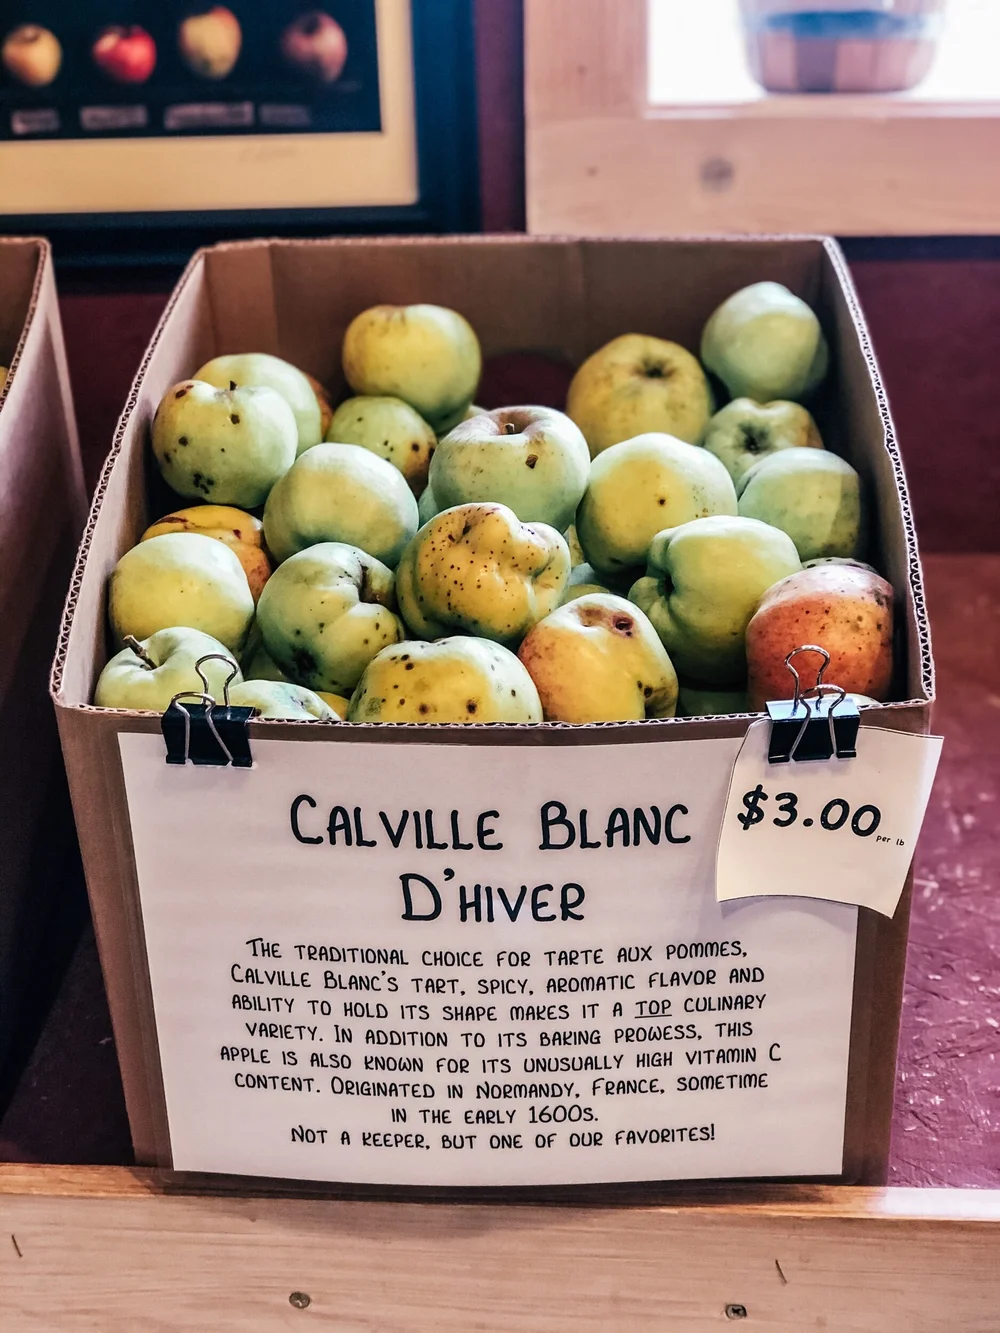 CALVILLE BLANC
D'HIVER
$3.00
per lb
THE TRADITIONAL CHOICE FOR TARTE AUX POMMES,
CALVILLE BLANC'S TART, SPICY, AROMATIC FLAVOR AND
ABILITY TO HOLD ITS SHAPE MAKES IT A TOP CULINARY
VARIETY. IN ADDITION TO ITS BAKING PROWESS, THIS
APPLE IS ALSO KNOWN FOR ITS UNUSUALLY HIGH VITAMIN C
CONTENT. ORIGINATED IN NORMANDY, FRANCE, SOMETIME
IN THE EARLY 1600s.
NOT A KEEPER, BUT ONE OF OUR FAVORITES!